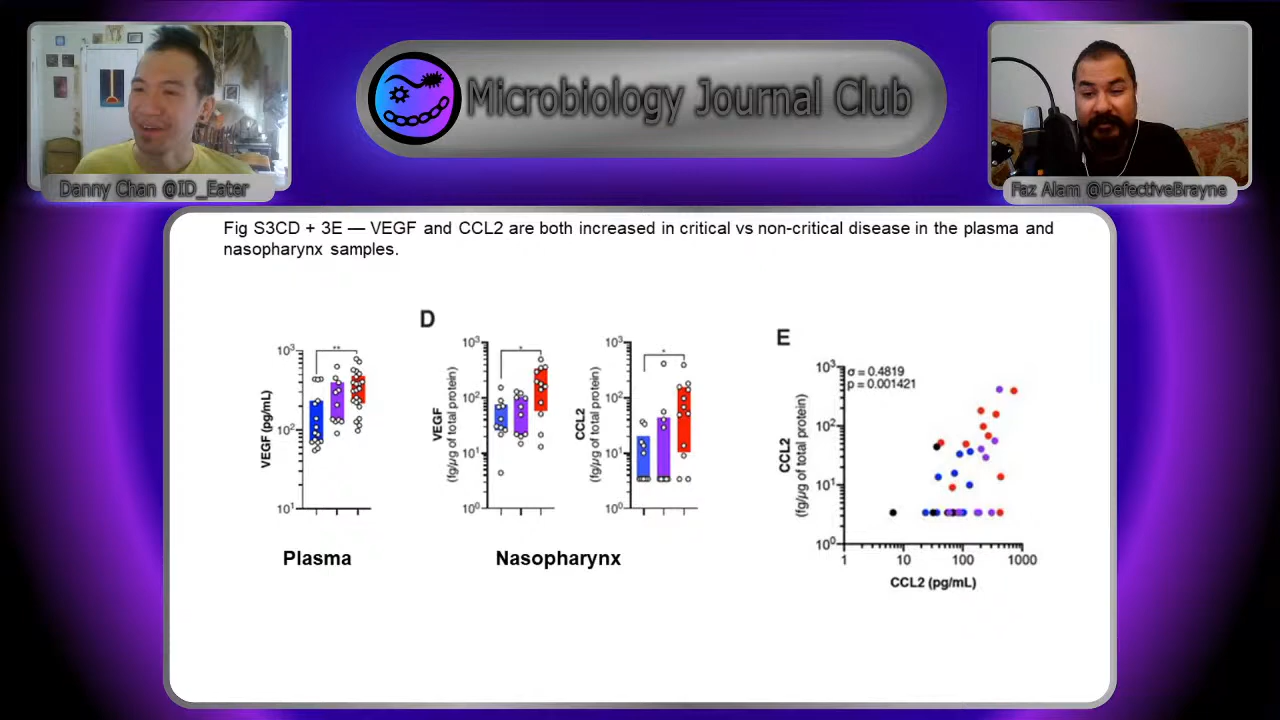 Microbiology Journal Club
Danny Chan @ID_Eater
Faz Alam @DefectiveBrayne
Fig S3CD + 3E — VEGF and CCL2 are both increased in critical vs non-critical disease in the plasma and
nasopharynx samples.
VEGF (pg/mL)
10³
10²
10¹
**
Plasma
D
VEGF
(fg/µg of total protein)
10³
10²
10¹
10⁰
*
CCL2
(fg/µg of total protein)
10³
10²
10¹
10⁰
*
Nasopharynx
E
CCL2
(fg/µg of total protein)
10³
10²
10¹
10⁰
σ = 0.4819
p = 0.001421
1 10 100 1000
CCL2 (pg/mL)